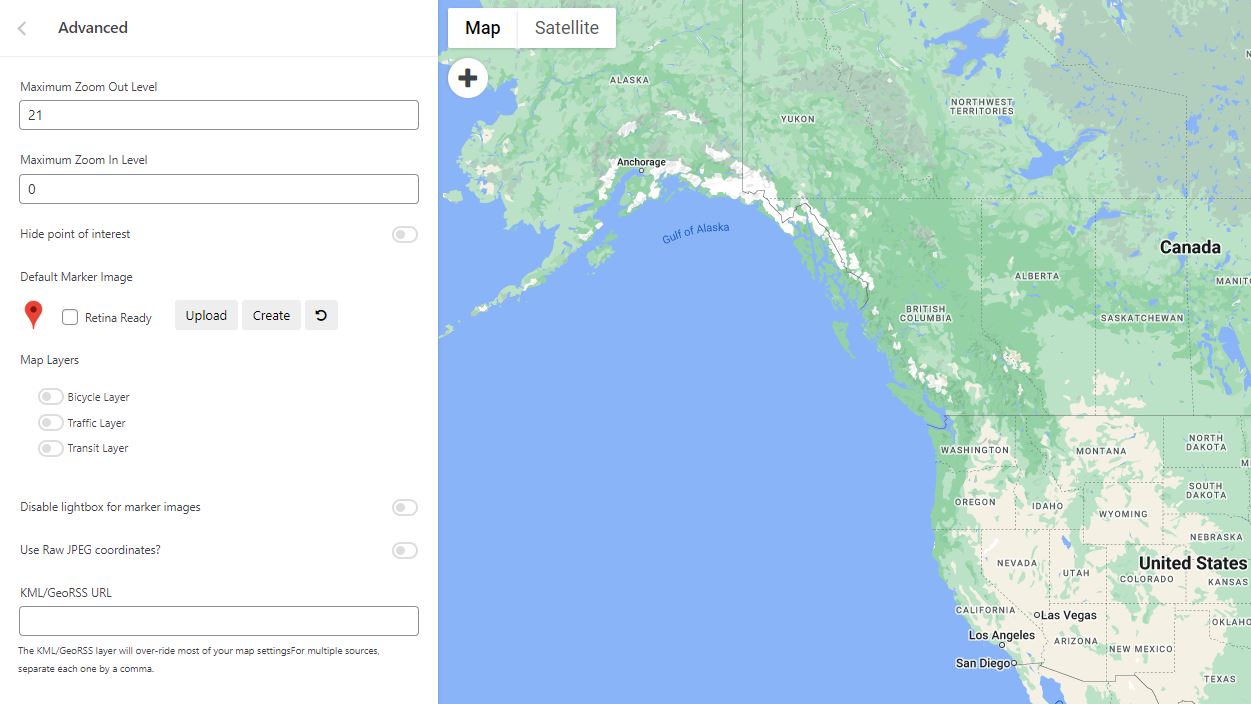 Advanced
Maximum Zoom Out Level
21
Maximum Zoom In Level
0
Hide point of interest
Default Marker Image
Retina Ready
Upload
Create
Map Layers
Bicycle Layer
Traffic Layer
Transit Layer
Disable lightbox for marker images
Use Raw JPEG coordinates?
KML/GeoRSS URL
The KML/GeoRSS layer will over-ride most of your map settingsFor multiple sources,
separate each one by a comma.
Map
Satellite
ALASKA
NORTHWEST
TERRITORIES
YUKON
Anchorage
Gulf of Alaska
Canada
ALBERTA
MANIT
BRITISH
COLUMBIA
SASKATCHEWAN
WASHINGTON
MONTANA
NORTH
DAKOTA
M
SOUTH
DAKOTA
OREGON
IDAHO
WYOMING
NEBRASKA
NEVADA
United States
UTAH
COLORADO
KANSAS
CALIFORNIA
Las Vegas
OKLAHO
Los Angeles
ARIZONA
NEW MEXICO
San Diego
TEXAS